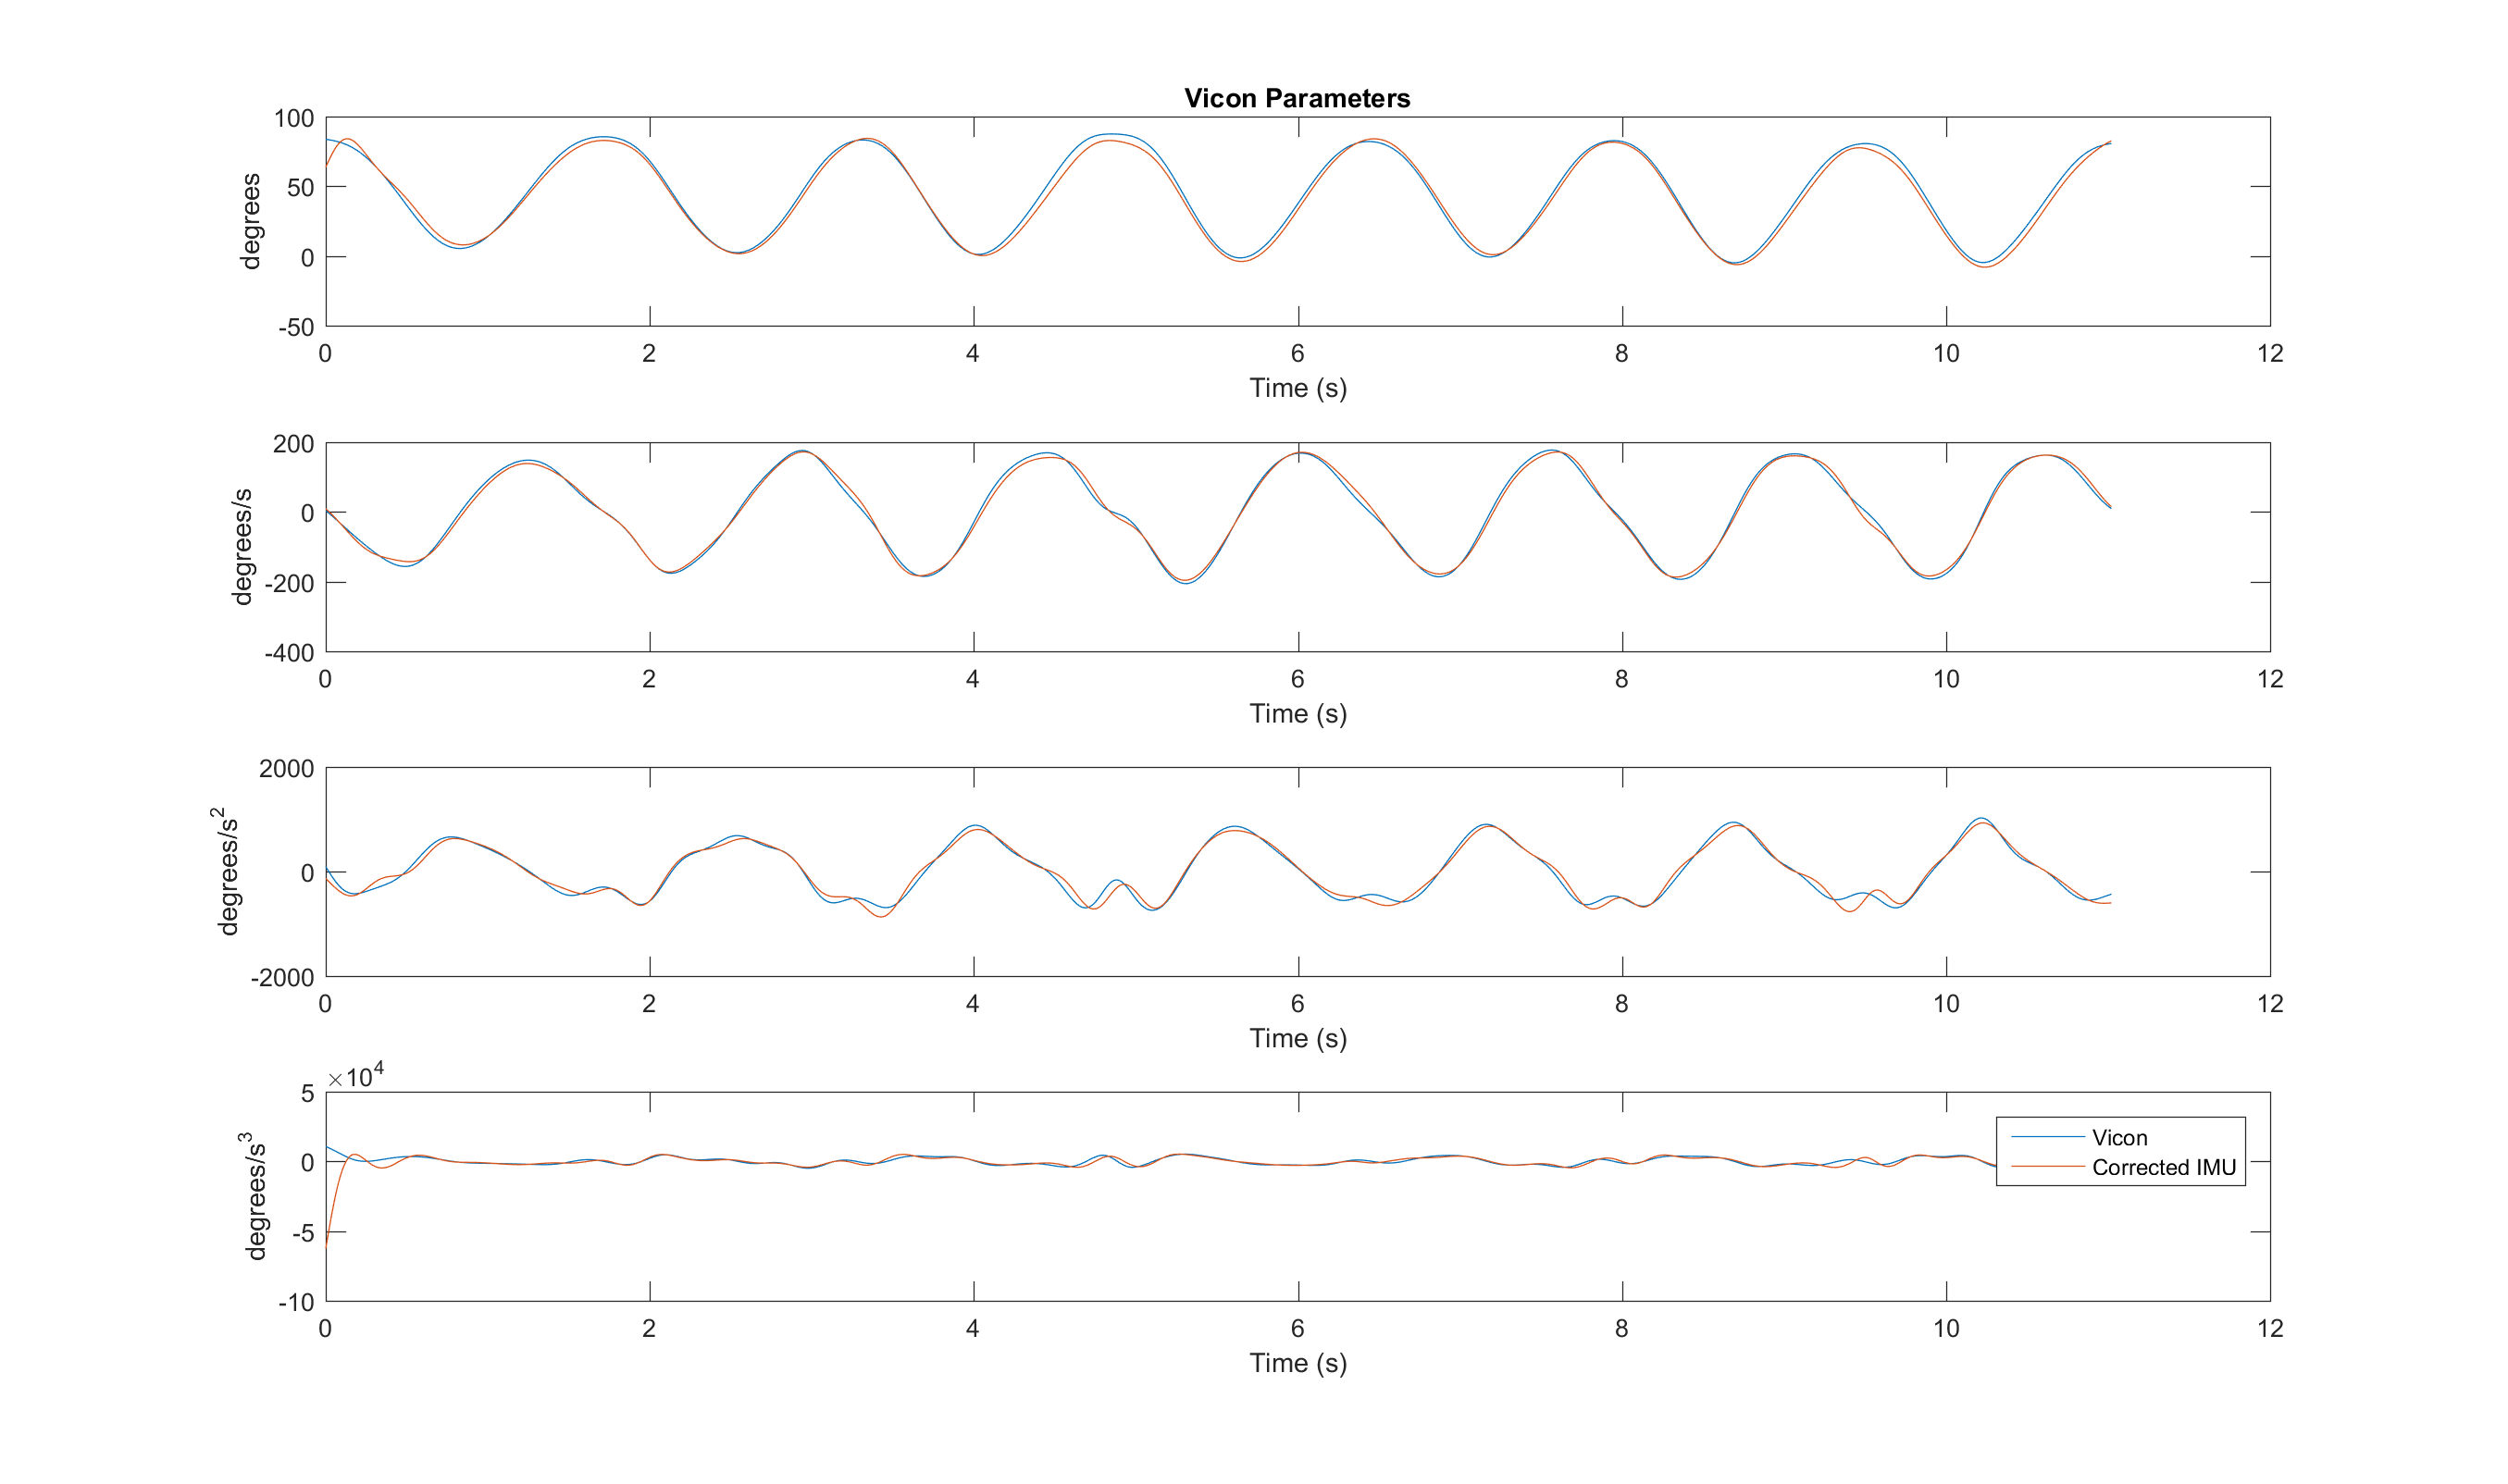 Vicon Parameters
100
50
0
-50
degrees
0 2 4 6 8 10 12
Time (s)
200
0
-200
-400
degrees/s
0 2 4 6 8 10 12
Time (s)
2000
0
-2000
degrees/s²
0 2 4 6 8 10 12
Time (s)
×10⁴
5
0
-5
-10
degrees/s³
Vicon
Corrected IMU
0 2 4 6 8 10 12
Time (s)